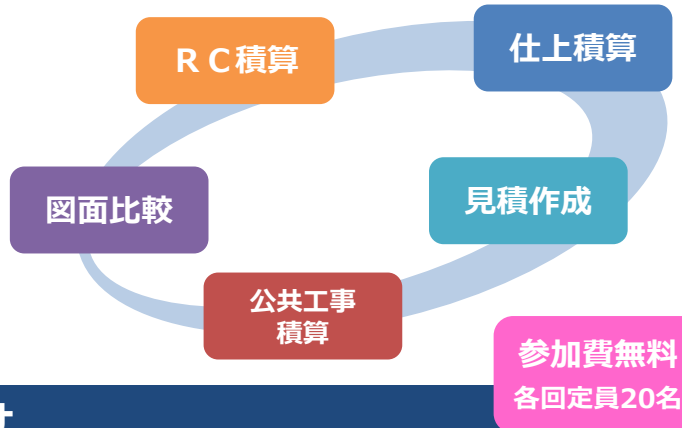 ＲＣ積算
仕上積算
図面比較
見積作成
公共工事
積算
参加費無料
各回定員20名